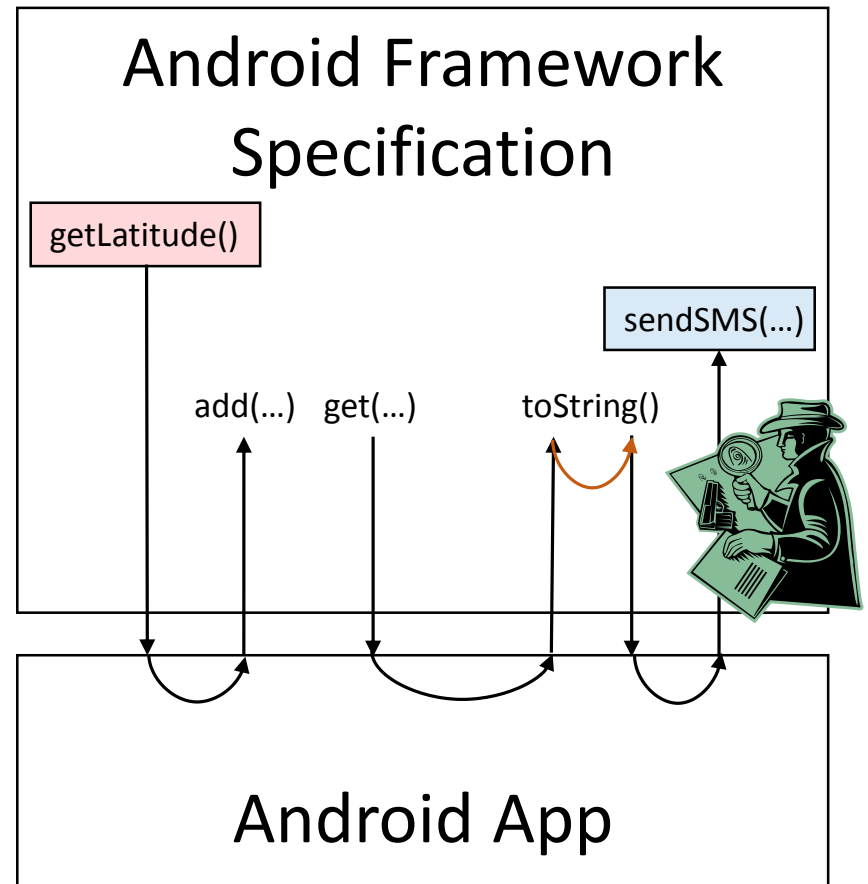 Android Framework
Specification
getLatitude()
sendSMS(…)
add(…) get(…) toString()
Android App